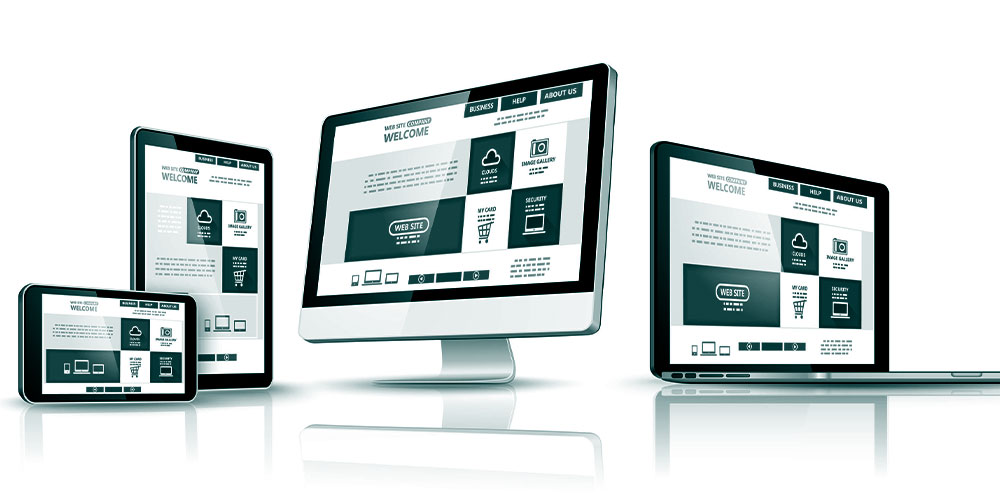 BUSINESS HELP ABOUT US
WEB SITE COMPANY
WELCOME
CLOUDS
IMAGE GALLERY
MY CARD
SECURITY
WEB SITE
BUSINESS HELP ABOUT US
WEB SITE COMPANY
WELCOME
CLOUDS
IMAGE GALLERY
MY CARD
BUSINESS HELP ABOUT US
WEB SITE COMPANY
WELCOME
CLOUDS
IMAGE GALLERY
MY CARD
SECURITY
WEB SITE
BUSINESS HELP ABOUT US
WEB SITE COMPANY
WELCOME
CLOUDS
IMAGE GALLERY
MY CARD
SECURITY